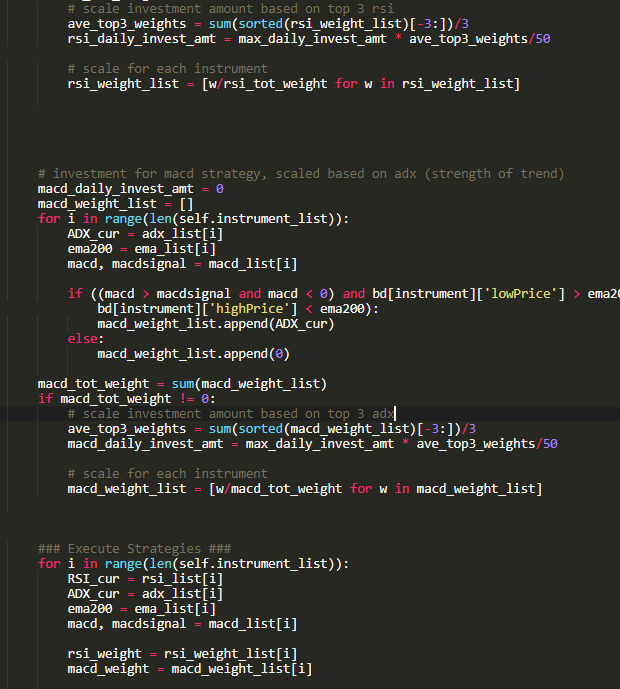 # scale investment amount based on top 3 rsi
ave_top3_weights = sum(sorted(rsi_weight_list)[-3:])/3
rsi_daily_invest_amt = max_daily_invest_amt * ave_top3_weights/50
# scale for each instrument
rsi_weight_list = [w/rsi_tot_weight for w in rsi_weight_list]
# investment for macd strategy, scaled based on adx (strength of trend)
macd_daily_invest_amt = 0
macd_weight_list = []
for i in range(len(self.instrument_list)):
ADX_cur = adx_list[i]
ema200 = ema_list[i]
macd, macdsignal = macd_list[i]
if ((macd > macdsignal and macd < 0) and bd[instrument]['lowPrice'] > ema20
bd[instrument]['highPrice'] < ema200):
macd_weight_list.append(ADX_cur)
else:
macd_weight_list.append(0)
macd_tot_weight = sum(macd_weight_list)
if macd_tot_weight != 0:
# scale investment amount based on top 3 adx
ave_top3_weights = sum(sorted(macd_weight_list)[-3:])/3
macd_daily_invest_amt = max_daily_invest_amt * ave_top3_weights/50
# scale for each instrument
macd_weight_list = [w/macd_tot_weight for w in macd_weight_list]
### Execute Strategies ###
for i in range(len(self.instrument_list)):
RSI_cur = rsi_list[i]
ADX_cur = adx_list[i]
ema200 = ema_list[i]
macd, macdsignal = macd_list[i]
rsi_weight = rsi_weight_list[i]
macd_weight = macd_weight_list[i]